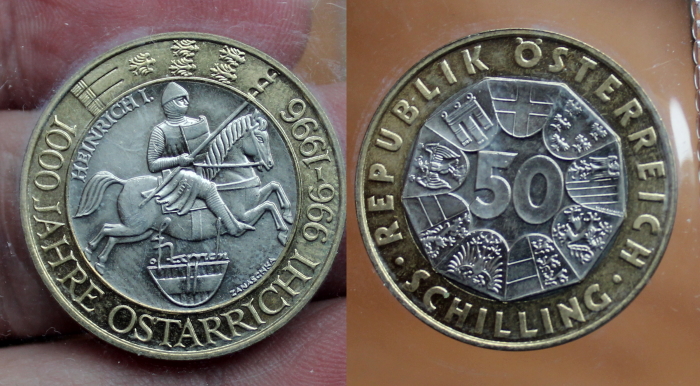 1000 JAHRE OSTARRICHI 996-1996
HEINRICH I.
ZANASCHKA
· REPUBLIK ÖSTERREICH ·
50
SCHILLING